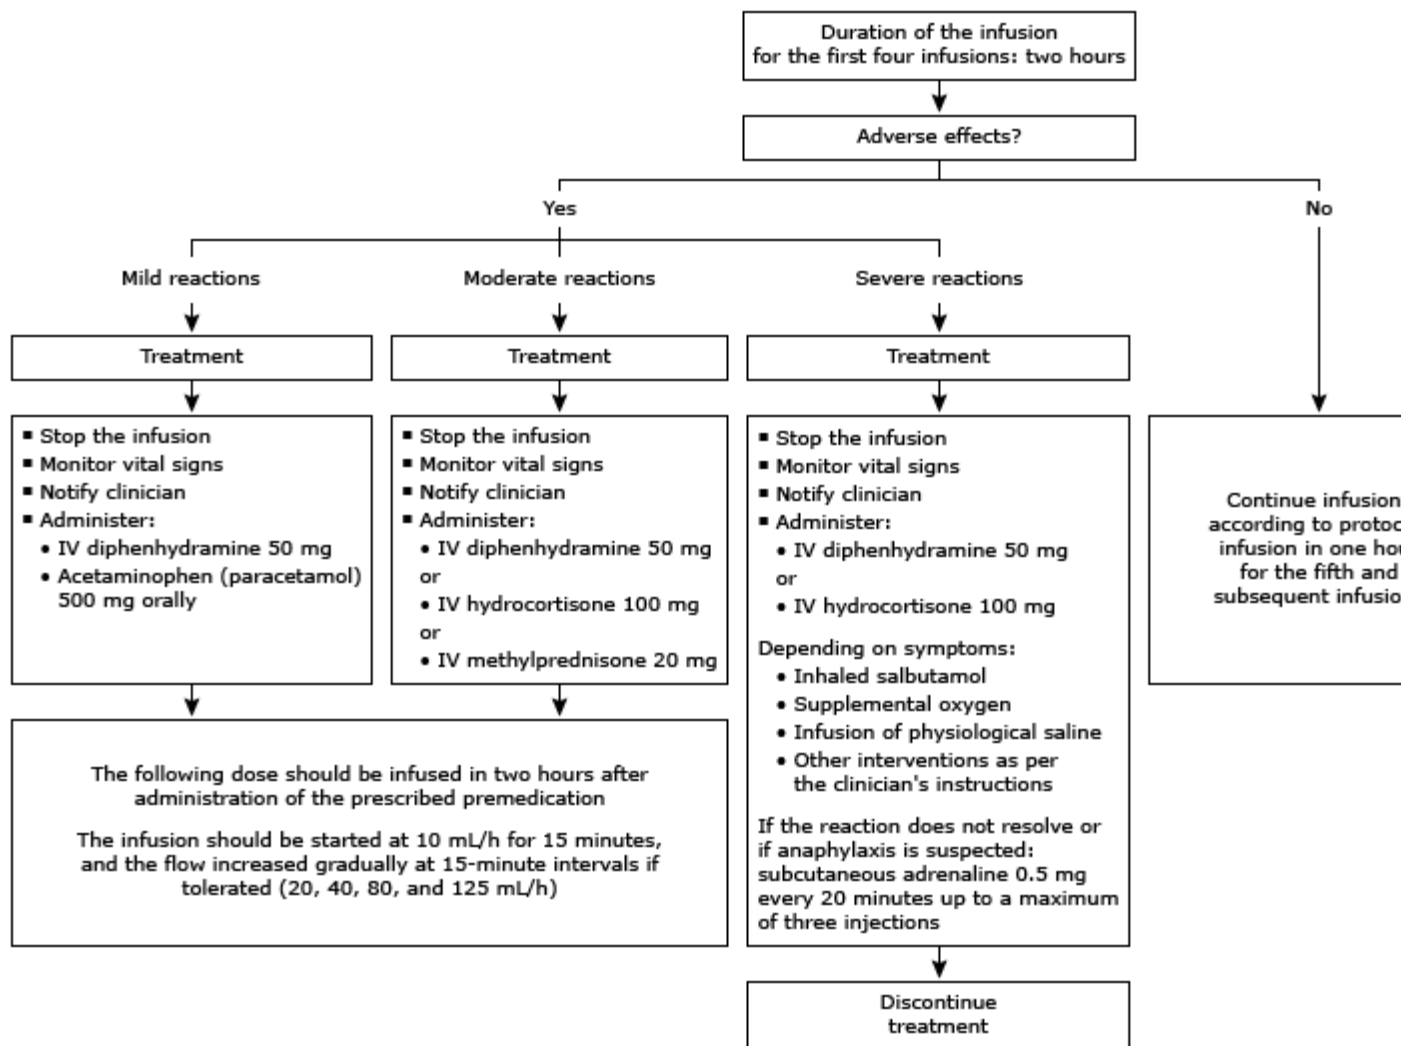 Duration of the infusion
for the first four infusions: two hours
Adverse effects?
Yes
No
Mild reactions
Moderate reactions
Severe reactions
Treatment
Treatment
Treatment
▪ Stop the infusion
▪ Monitor vital signs
▪ Notify clinician
▪ Administer:
• IV diphenhydramine 50 mg
• Acetaminophen (paracetamol)
500 mg orally
▪ Stop the infusion
▪ Monitor vital signs
▪ Notify clinician
▪ Administer:
• IV diphenhydramine 50 mg
or
• IV hydrocortisone 100 mg
or
• IV methylprednisone 20 mg
▪ Stop the infusion
▪ Monitor vital signs
▪ Notify clinician
▪ Administer:
• IV diphenhydramine 50 mg
or
• IV hydrocortisone 100 mg
Depending on symptoms:
• Inhaled salbutamol
• Supplemental oxygen
• Infusion of physiological saline
• Other interventions as per
the clinician's instructions
If the reaction does not resolve or
if anaphylaxis is suspected:
subcutaneous adrenaline 0.5 mg
every 20 minutes up to a maximum
of three injections
Continue infusion
according to
infusion in one
for the fifth and
subsequent
The following dose should be infused in two hours after
administration of the prescribed premedication
The infusion should be started at 10 mL/h for 15 minutes,
and the flow increased gradually at 15-minute intervals if
tolerated (20, 40, 80, and 125 mL/h)
Discontinue
treatment